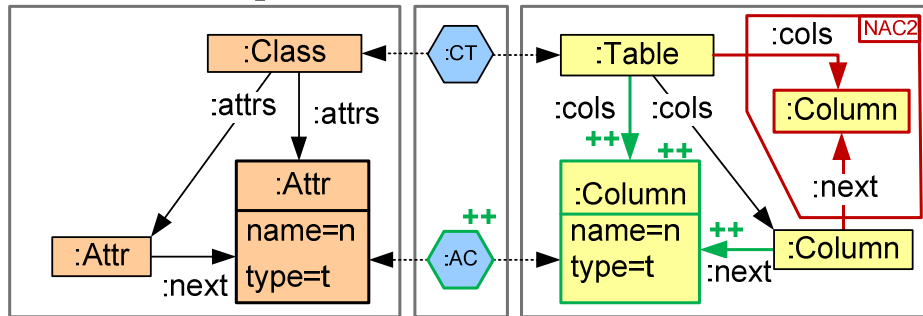 :Class
:attrs
:attrs
:Attr
name=n
type=t
:Attr
:next
:CT
++
:AC
:Table
:cols
:cols
++
++
:Column
name=n
type=t
++
:next
:Column
NAC2
:cols
:Column
:next